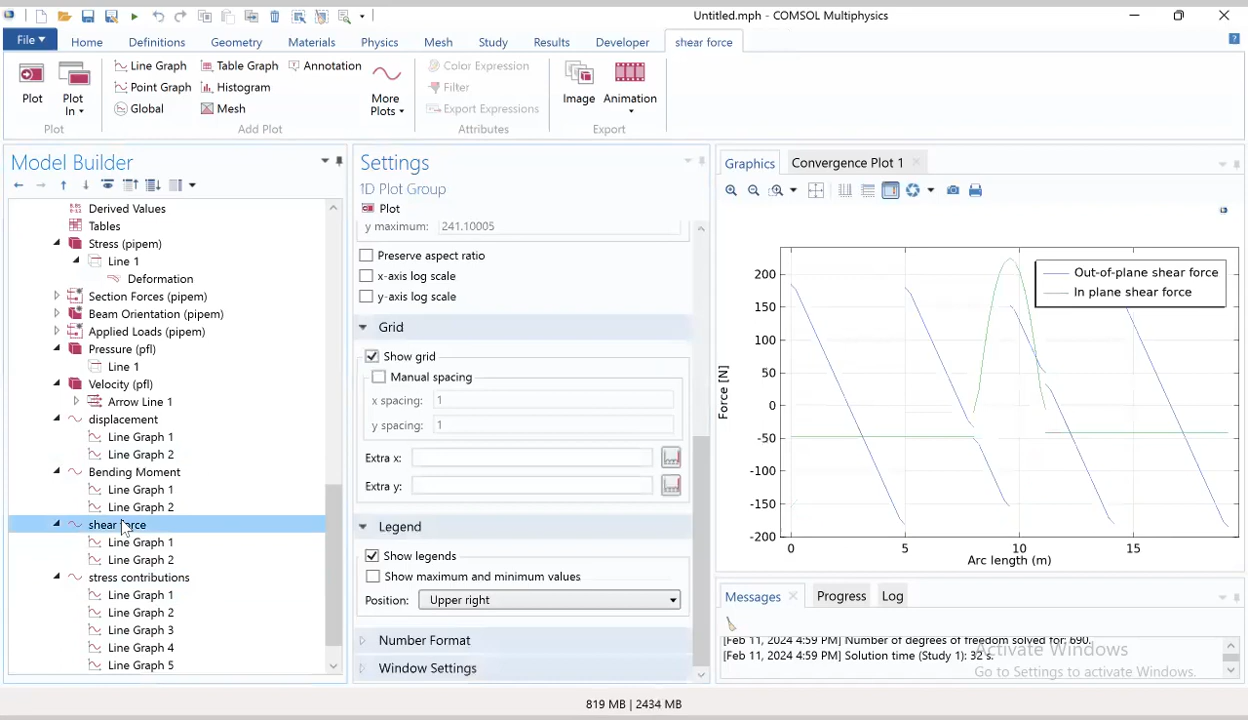 Untitled.mph - COMSOL Multiphysics
File Home Definitions Geometry Materials Physics Mesh Study Results Developer shear force
Line Graph Table Graph Annotation Color Expression
Point Graph Histogram Filter
Plot Plot In More Plots Image Animation
Global Mesh Export Expressions
Plot Add Plot Attributes Export
Model Builder
Derived Values
Tables
Stress (pipem)
Line 1
Deformation
Section Forces (pipem)
Beam Orientation (pipem)
Applied Loads (pipem)
Pressure (pfl)
Line 1
Velocity (pfl)
Arrow Line 1
displacement
Line Graph 1
Line Graph 2
Bending Moment
Line Graph 1
Line Graph 2
shear force
Line Graph 1
Line Graph 2
stress contributions
Line Graph 1
Line Graph 2
Line Graph 3
Line Graph 4
Line Graph 5
Settings
1D Plot Group
Plot
y maximum: 241.10005
Preserve aspect ratio
x-axis log scale
y-axis log scale
Grid
Show grid
Manual spacing
x spacing: 1
y spacing: 1
Extra x:
Extra y:
Legend
Show legends
Show maximum and minimum values
Position: Upper right
Number Format
Window Settings
Graphics Convergence Plot 1
Out-of-plane shear force
In plane shear force
Force [N]
200
150
100
50
0
-50
-100
-150
-200
0 5 10 15
Arc length (m)
Messages Progress Log
[Feb 11, 2024 4:59 PM] Number of degrees of freedom solved for: 690.
[Feb 11, 2024 4:59 PM] Solution time (Study 1): 32 s.
Activate Windows
Go to Settings to activate Windows.
819 MB | 2434 MB